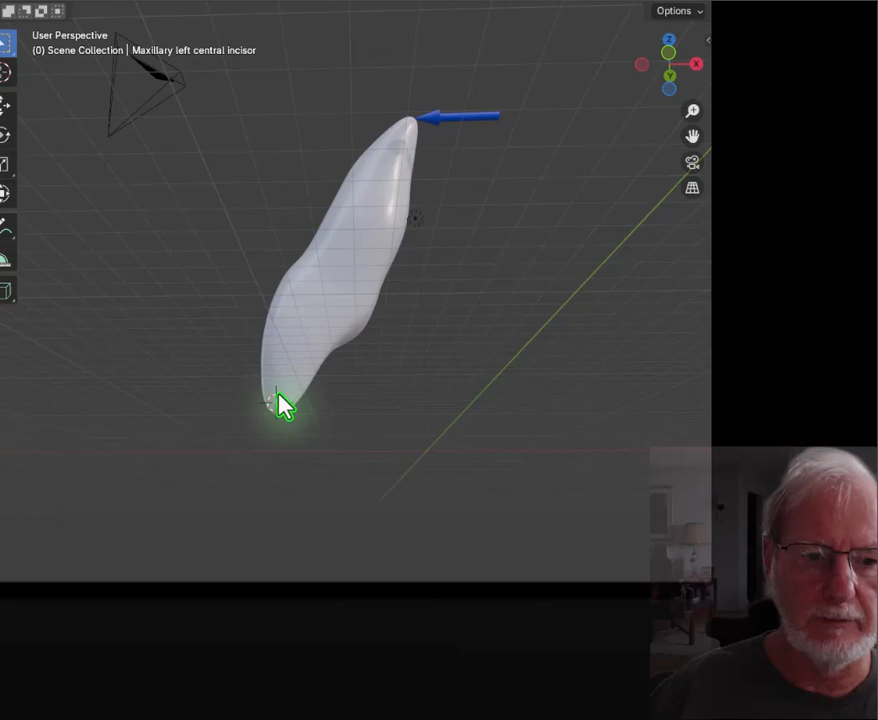 Options
User Perspective
(0) Scene Collection | Maxillary left central incisor
Z
X
Y